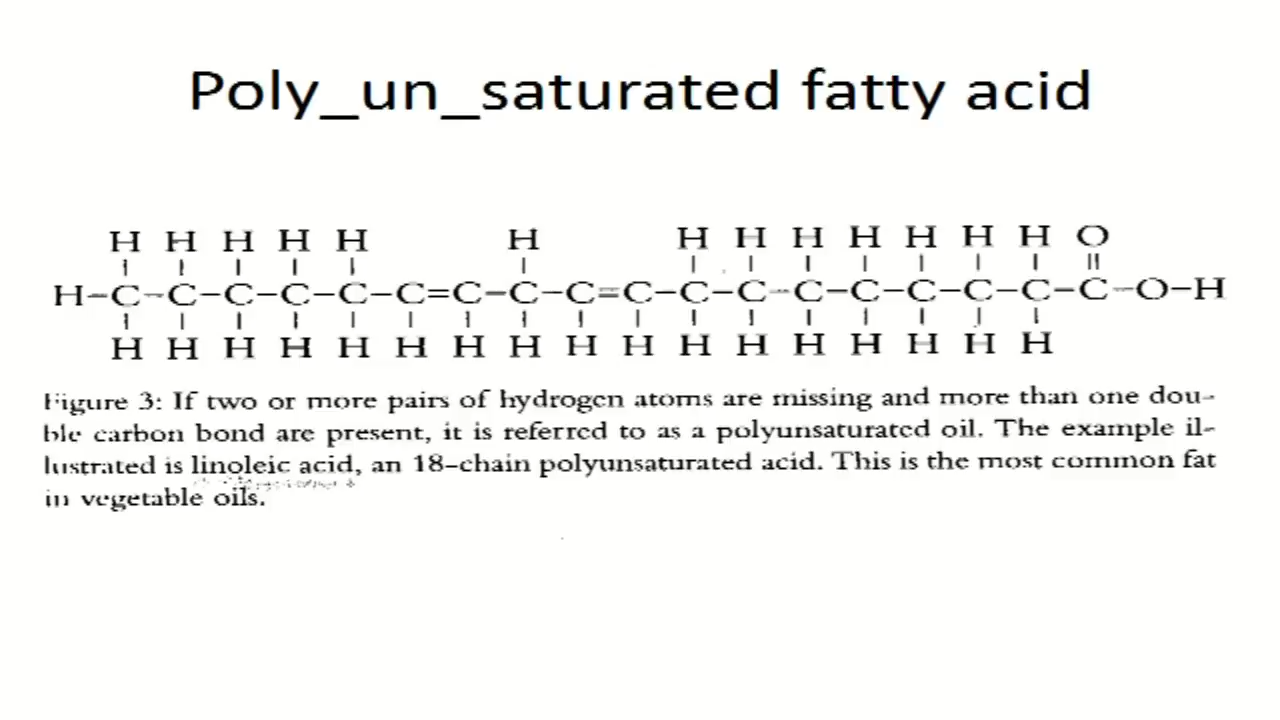 Poly_un_saturated fatty acid
H H H H H H H H H H H H H O
H-C-C-C-C-C-C=C-C-C=C-C-C-C-C-C-C-C-C-O-H
H H H H H H H H H H H H H H H H H
Figure 3: If two or more pairs of hydrogen atoms are missing and more than one dou-
ble carbon bond are present, it is referred to as a polyunsaturated oil. The example il-
lustrated is linoleic acid, an 18-chain polyunsaturated acid. This is the most common fat
in vegetable oils.